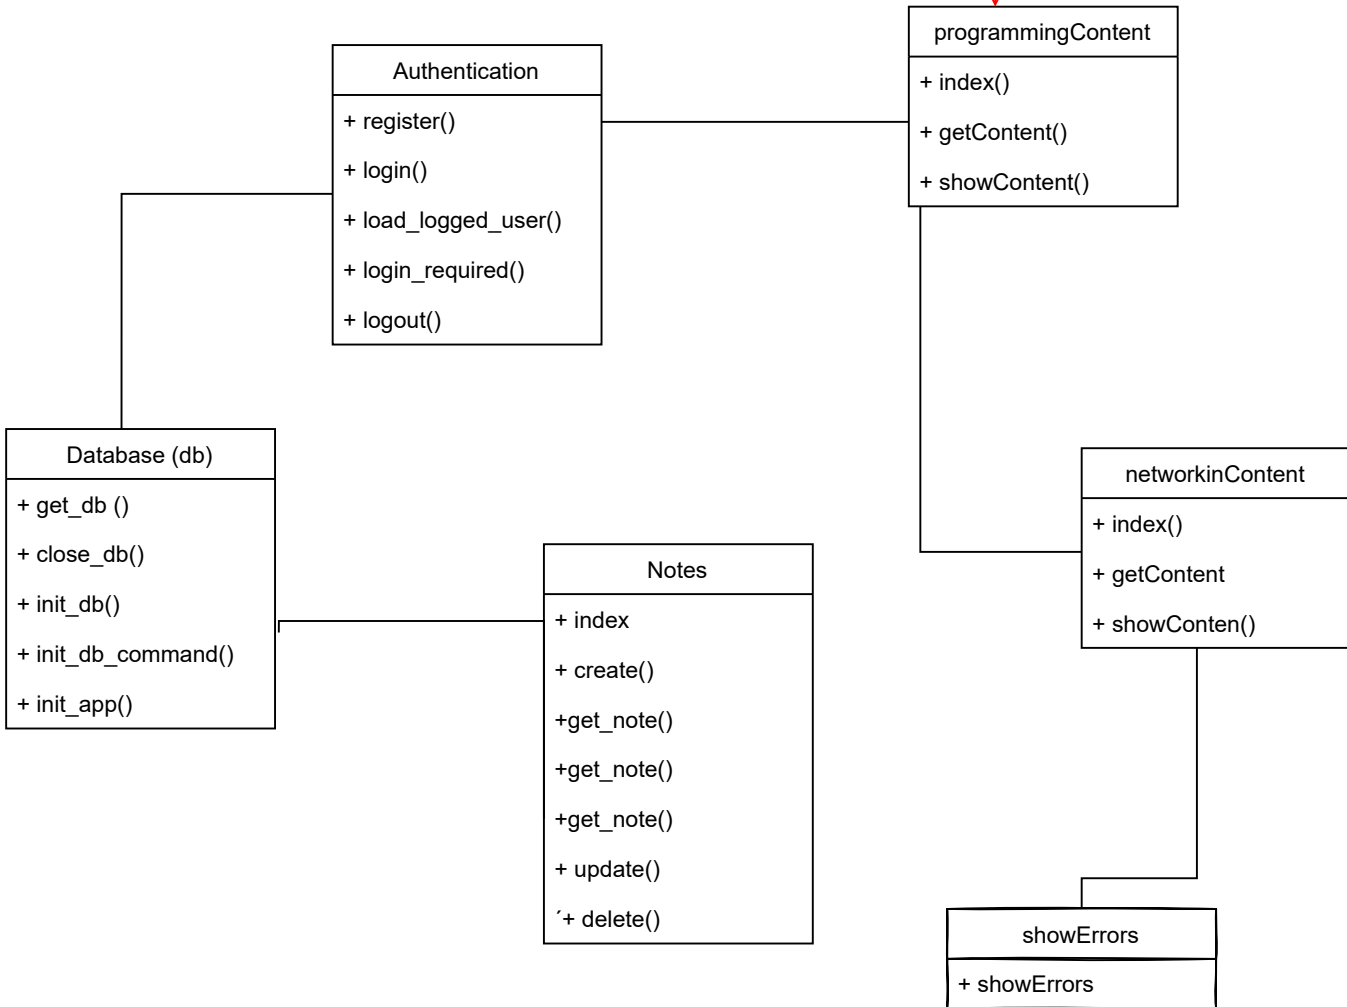 programmingContent
+ index()
+ getContent()
+ showContent()
Authentication
+ register()
+ login()
+ load_logged_user()
+ login_required()
+ logout()
Database (db)
+ get_db ()
+ close_db()
+ init_db()
+ init_db_command()
+ init_app()
Notes
+ index
+ create()
+get_note()
+get_note()
+get_note()
+ update()
´+ delete()
networkinContent
+ index()
+ getContent
+ showConten()
showErrors
+ showErrors